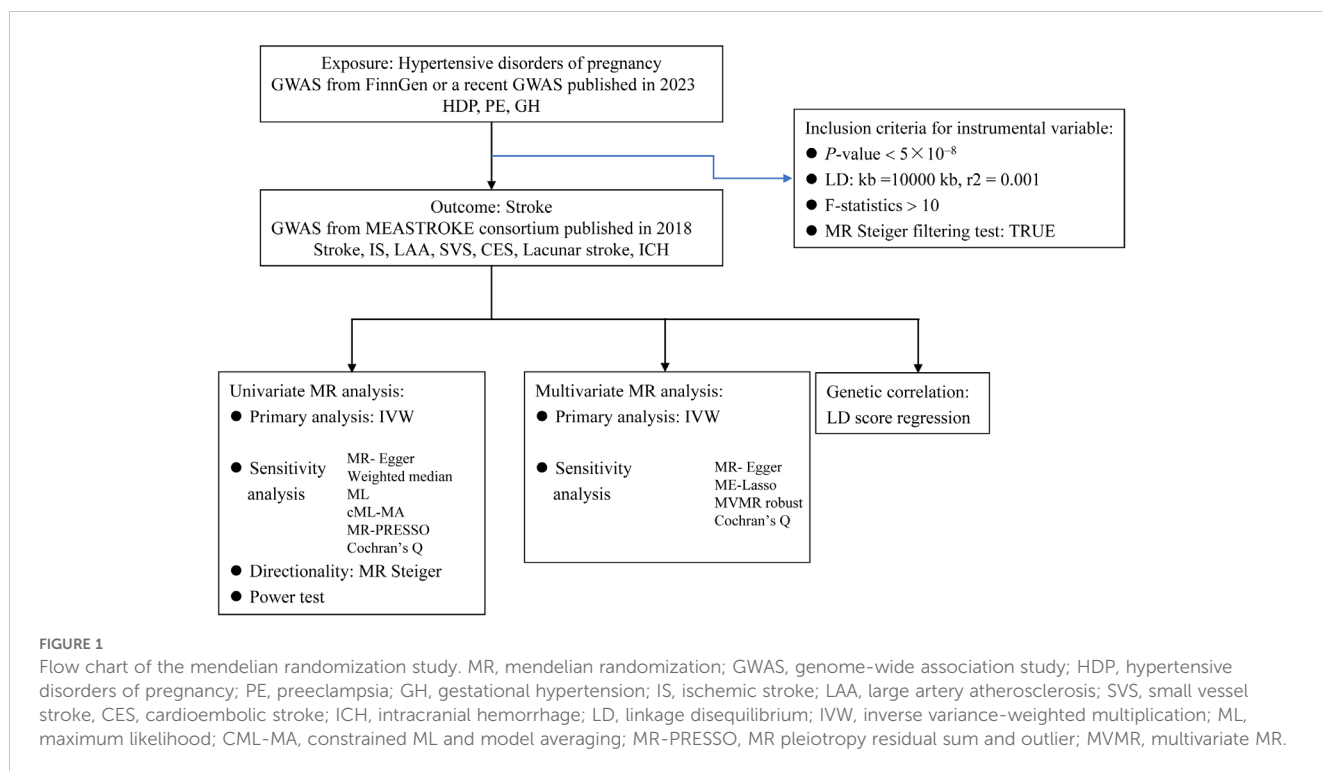 Exposure: Hypertensive disorders of pregnancy
GWAS from FinnGen or a recent GWAS published in 2023
HDP, PE, GH
Inclusion criteria for instrumental variable:
● P-value < 5×10⁻⁸
● LD: kb =10000 kb, r2 = 0.001
● F-statistics > 10
● MR Steiger filtering test: TRUE
Outcome: Stroke
GWAS from MEASTROKE consortium published in 2018
Stroke, IS, LAA, SVS, CES, Lacunar stroke, ICH
Univariate MR analysis:
● Primary analysis: IVW
● Sensitivity
analysis
MR- Egger
Weighted median
ML
cML-MA
MR-PRESSO
Cochran’s Q
● Directionality: MR Steiger
● Power test
Multivariate MR analysis:
● Primary analysis: IVW
● Sensitivity
analysis
MR- Egger
ME-Lasso
MVMR robust
Cochran’s Q
Genetic correlation:
LD score regression
FIGURE 1
Flow chart of the mendelian randomization study. MR, mendelian randomization; GWAS, genome-wide association study; HDP, hypertensive
disorders of pregnancy; PE, preeclampsia; GH, gestational hypertension; IS, ischemic stroke; LAA, large artery atherosclerosis; SVS, small vessel
stroke, CES, cardioembolic stroke; ICH, intracranial hemorrhage; LD, linkage disequilibrium; IVW, inverse variance-weighted multiplication; ML,
maximum likelihood; CML-MA, constrained ML and model averaging; MR-PRESSO, MR pleiotropy residual sum and outlier; MVMR, multivariate MR.